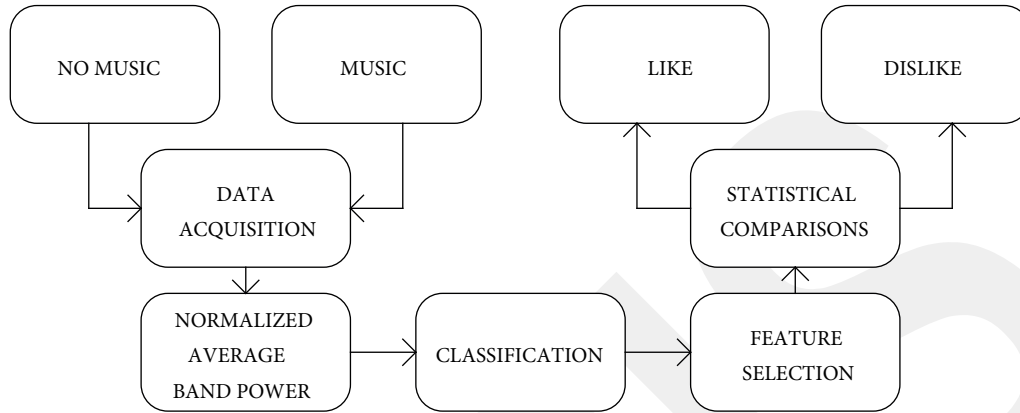 NO MUSIC
MUSIC
LIKE
DISLIKE
DATA
ACQUISITION
STATISTICAL
COMPARISONS
NORMALIZED
AVERAGE
BAND POWER
CLASSIFICATION
FEATURE
SELECTION